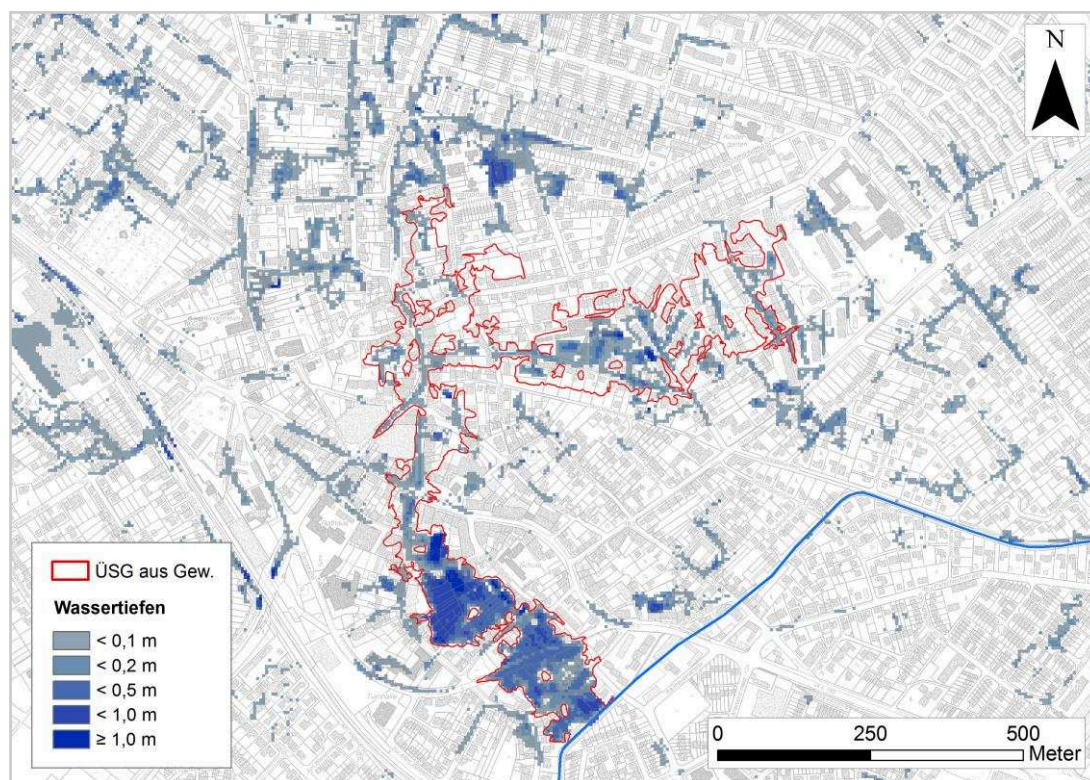 N
ÜSG aus Gew.
Wassertiefen
< 0,1 m
< 0,2 m
< 0,5 m
< 1,0 m
≥ 1,0 m
0 250 500
Meter